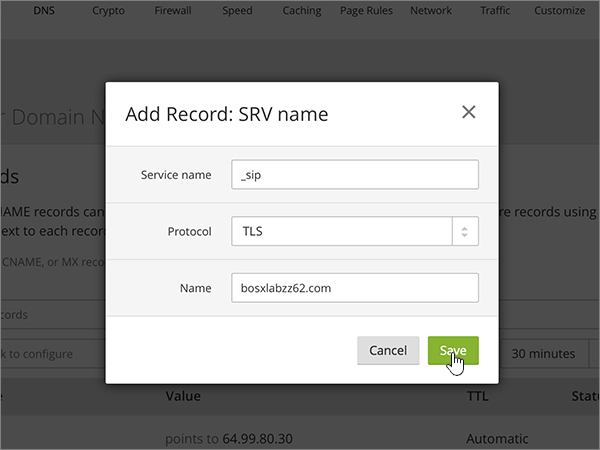 DNS Crypto Firewall Speed Caching Page Rules Network Traffic Customize
r Domain N
Add Record: SRV name
ds
Service name _sip
NAME records can re records using
ext to each recor
Protocol TLS
CNAME, or MX reco
Name bosxlabzz62.com
cords
Cancel Save
k to configure 30 minutes
e Value TTL Statu
points to 64.99.80.30 Automatic